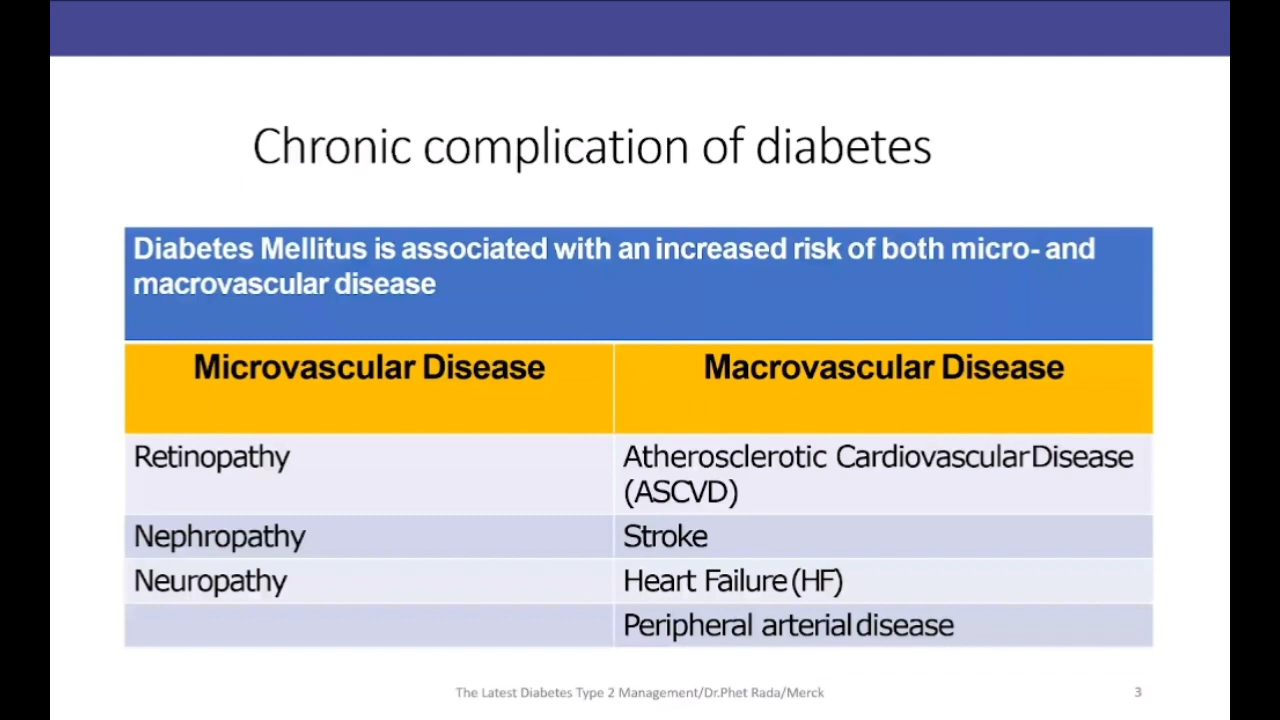 Chronic complication of diabetes
Diabetes Mellitus is associated with an increased risk of both micro- and
macrovascular disease
Microvascular Disease
Macrovascular Disease
Retinopathy
Atherosclerotic Cardiovascular Disease
(ASCVD)
Nephropathy
Stroke
Neuropathy
Heart Failure (HF)
Peripheral arterial disease
The Latest Diabetes Type 2 Management/Dr.Phet Rada/Merck
3